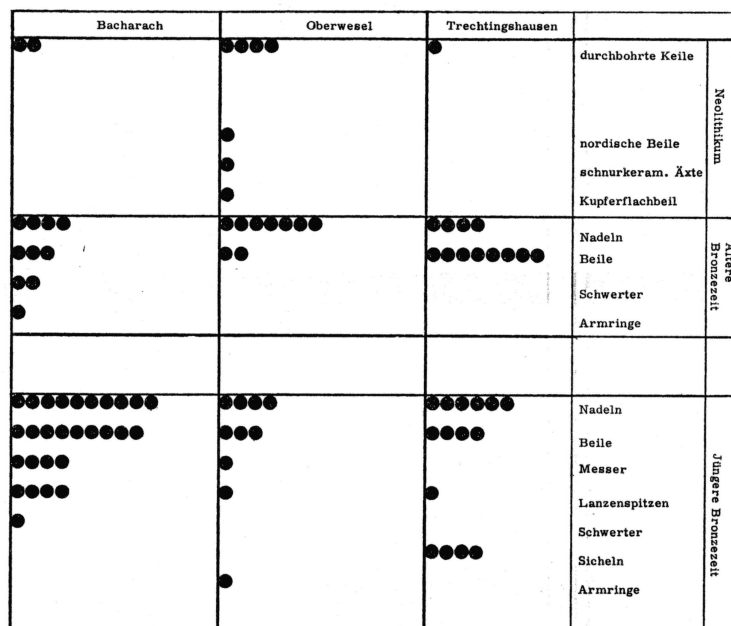 Bacharach Oberwesel Trechtingshausen
durchbohrte Keile
nordische Beile
schnurkeram. Äxte
Kupferflachbeil
Neolithikum
Nadeln
Beile
Schwerter
Armringe
Ältere
Bronzezeit
Nadeln
Beile
Messer
Lanzenspitzen
Schwerter
Sicheln
Armringe
Jüngere Bronzezeit